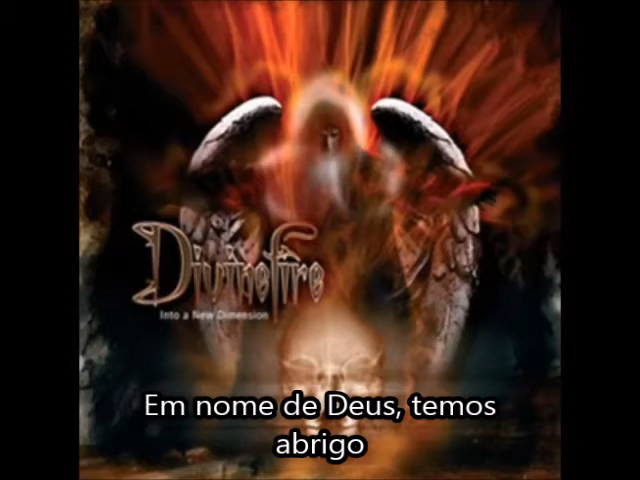 Divinefire
Into a New Dimension
Em nome de Deus, temos
abrigo